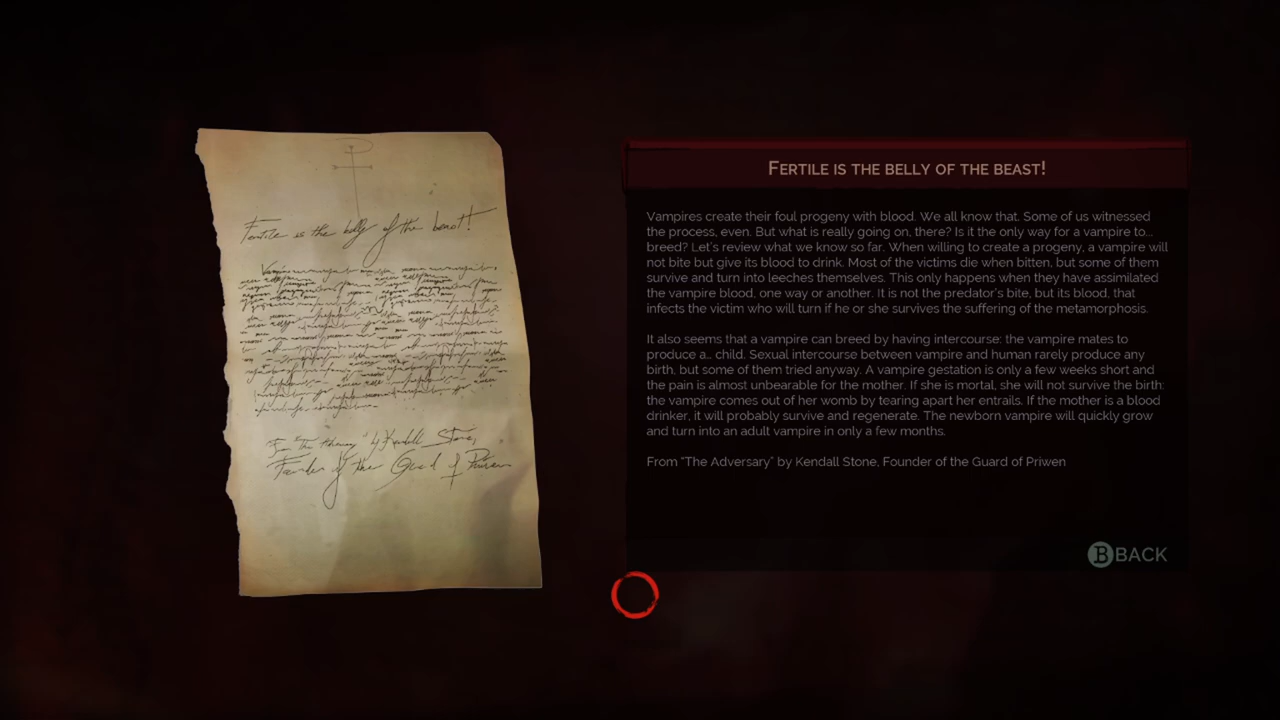 Fertile is the belly of the beast!
From "The Adversary" by Kendall Stone,
Founder of the Guard of Priwen
FERTILE IS THE BELLY OF THE BEAST!
Vampires create their foul progeny with blood. We all know that. Some of us witnessed
the process, even. But what is really going on, there? Is it the only way for a vampire to...
breed? Let's review what we know so far. When willing to create a progeny, a vampire will
not bite but give its blood to drink. Most of the victims die when bitten, but some of them
survive and turn into leeches themselves. This only happens when they have assimilated
the vampire blood, one way or another. It is not the predator's bite, but its blood, that
infects the victim who will turn if he or she survives the suffering of the metamorphosis.
It also seems that a vampire can breed by having intercourse: the vampire mates to
produce a... child. Sexual intercourse between vampire and human rarely produce any
birth, but some of them tried anyway. A vampire gestation is only a few weeks short and
the pain is almost unbearable for the mother. If she is mortal, she will not survive the birth:
the vampire comes out of her womb by tearing apart her entrails. If the mother is a blood
drinker, it will probably survive and regenerate. The newborn vampire will quickly grow
and turn into an adult vampire in only a few months.
From "The Adversary" by Kendall Stone, Founder of the Guard of Priwen
B BACK